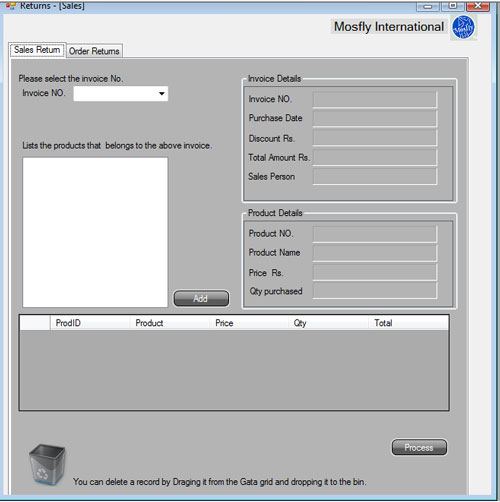 Returns - [Sales]
Mosfly International
Mosfly
Sales Return Order Returns
Please select the invoice No.
Invoice NO.
Lists the products that belongs to the above invoice.
Add
Invoice Details
Invoice NO.
Purchase Date
Discount Rs.
Total Amount Rs.
Sales Person
Product Details
Product NO.
Product Name
Price Rs.
Qty purchased
ProdID Product Price Qty Total
Process
You can delete a record by Draging it from the Gata grid and dropping it to the bin.